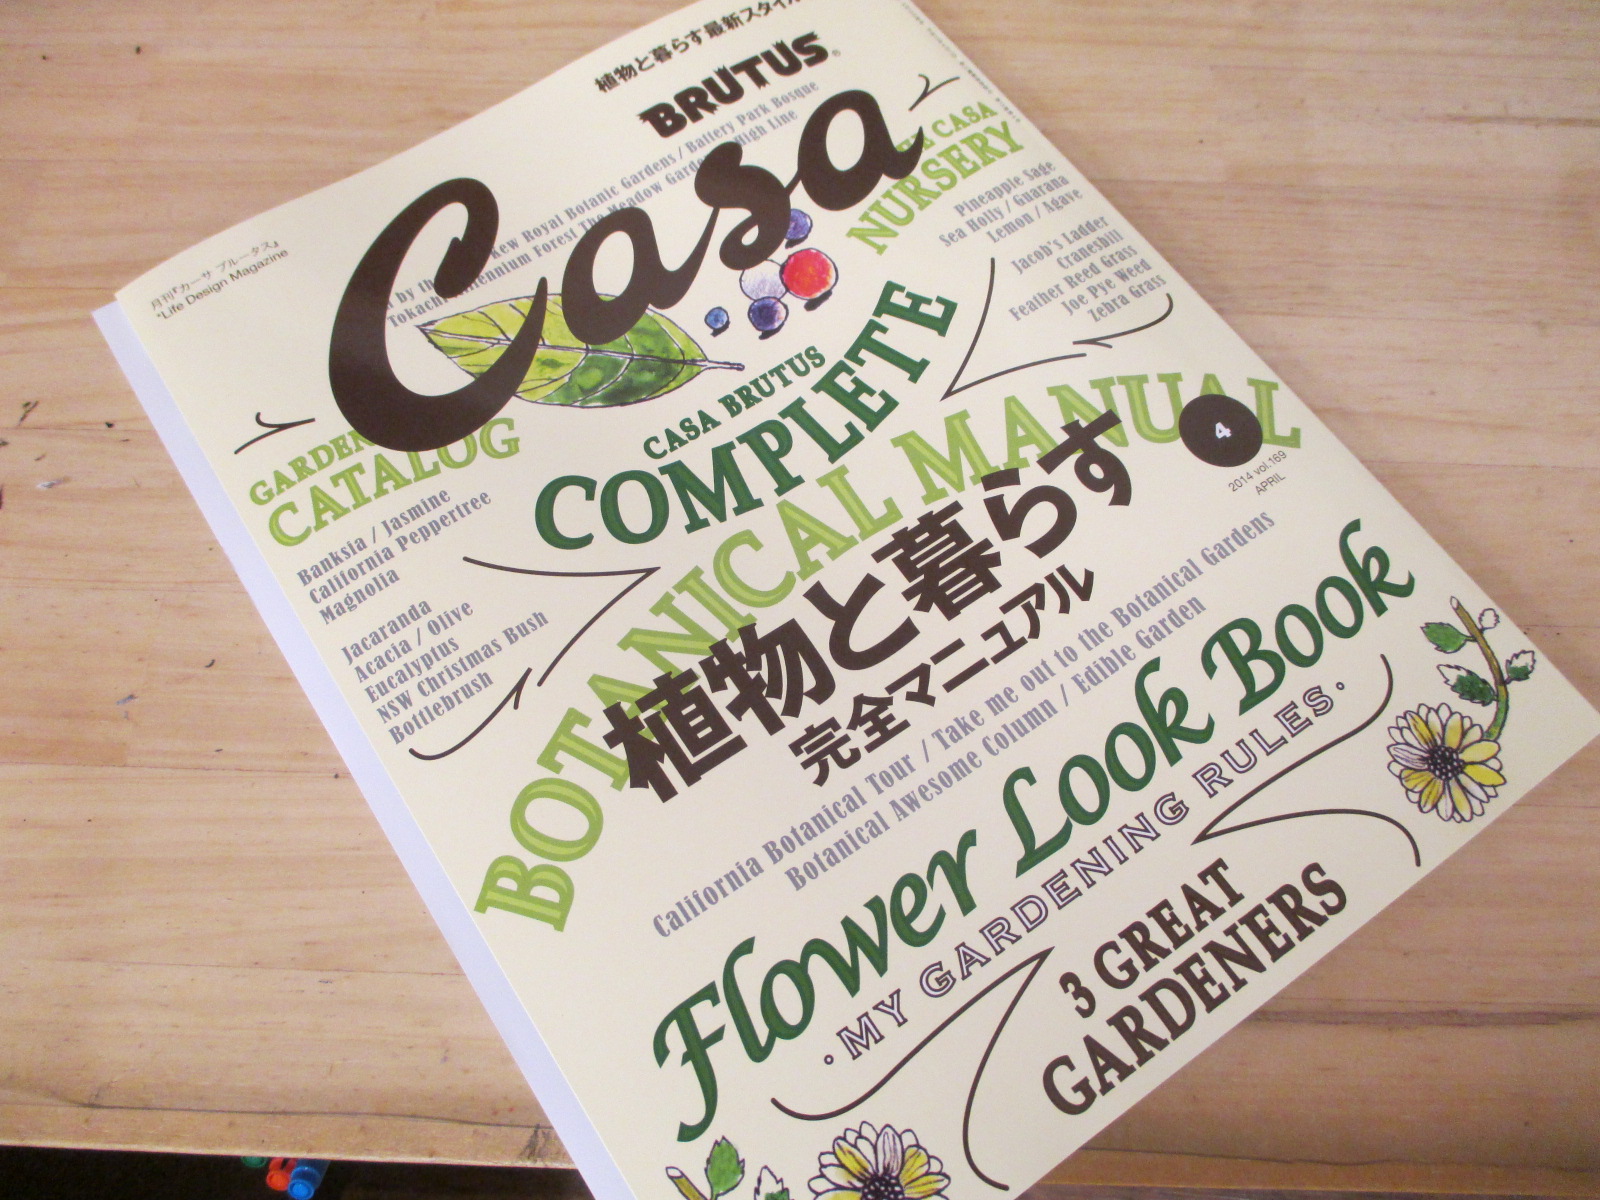 植物と暮らす最新スタイル
BRUTUS®
Casa
月刊『カーサ ブルータス』
"Life Design Magazine
Kew Royal Botanic Gardens / Battery Park Bosque
Tokachi Millennium Forest The Meadow Garden High Line
THE CASA
NURSERY
Pineapple Sage
Sea Holly / Guarana
Lemon / Agave
Jacob's Ladder
Cranesbill
Feather Reed Grass
Joe Pye Weed
Zebra Grass
GARDEN
CATALOG
Banksia / Jasmine
California Peppertree
Magnolia
Jacaranda
Acacia / Olive
Eucalyptus
NSW Christmas Bush
Bottlebrush
CASA BRUTUS
COMPLETE
BOTANICAL MANUAL
植物と暮らす
完全マニュアル
4
2014 vol.169
APRIL
California Botanical Tour / Take me out to the Botanical Gardens
Botanical Awesome Column / Edible Garden
Flower Look Book
・MY GARDENING RULES・
3 GREAT
GARDENERS